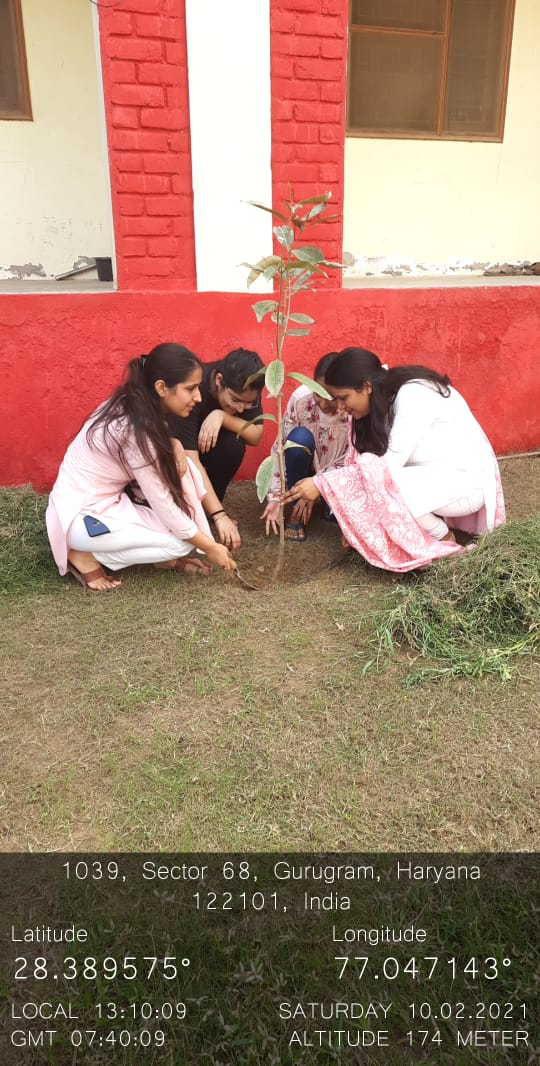 1039, Sector 68, Gurugram, Haryana
122101, India
Latitude
Longitude
28.389575°
77.047143°
LOCAL 13:10:09
SATURDAY 10.02.2021
GMT 07:40:09
ALTITUDE 174 METER